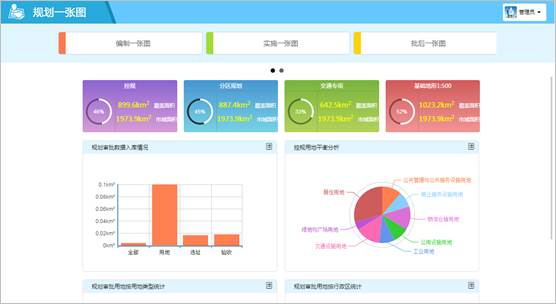 规划一张图
管理员
编制一张图
实施一张图
批后一张图
控规
46%
899.6km²
覆盖面积
1973.9km²
市域面积
分区规划
45%
887.4km²
覆盖面积
1973.9km²
市域面积
交通专项
33%
642.5km²
覆盖面积
1973.9km²
市域面积
基础地形1:500
52%
1023.2km²
覆盖面积
1973.9km²
市域面积
规划审批数据入库情况
0.1km²
0.08km²
0.06km²
0.04km²
0.02km²
0km²
全部
用地
选址
验收
控规用地平衡分析
公共管理与公共服务设施用地
居住用地
商业服务设施用地
物流仓储用地
绿地与广场用地
公用设施用地
交通设施用地
工业用地
规划审批用地按用地类型统计
规划审批用地按行政区统计